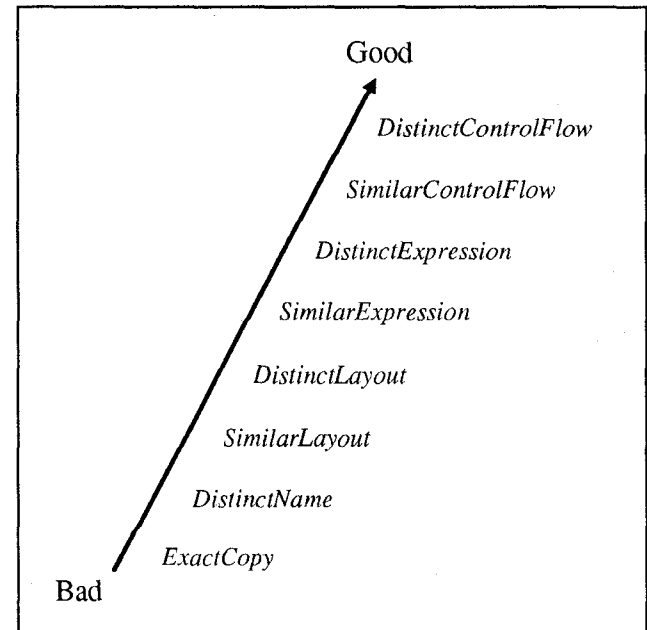 Good
DistinctControlFlow
SimilarControlFlow
DistinctExpression
SimilarExpression
DistinctLayout
SimilarLayout
DistinctName
ExactCopy
Bad